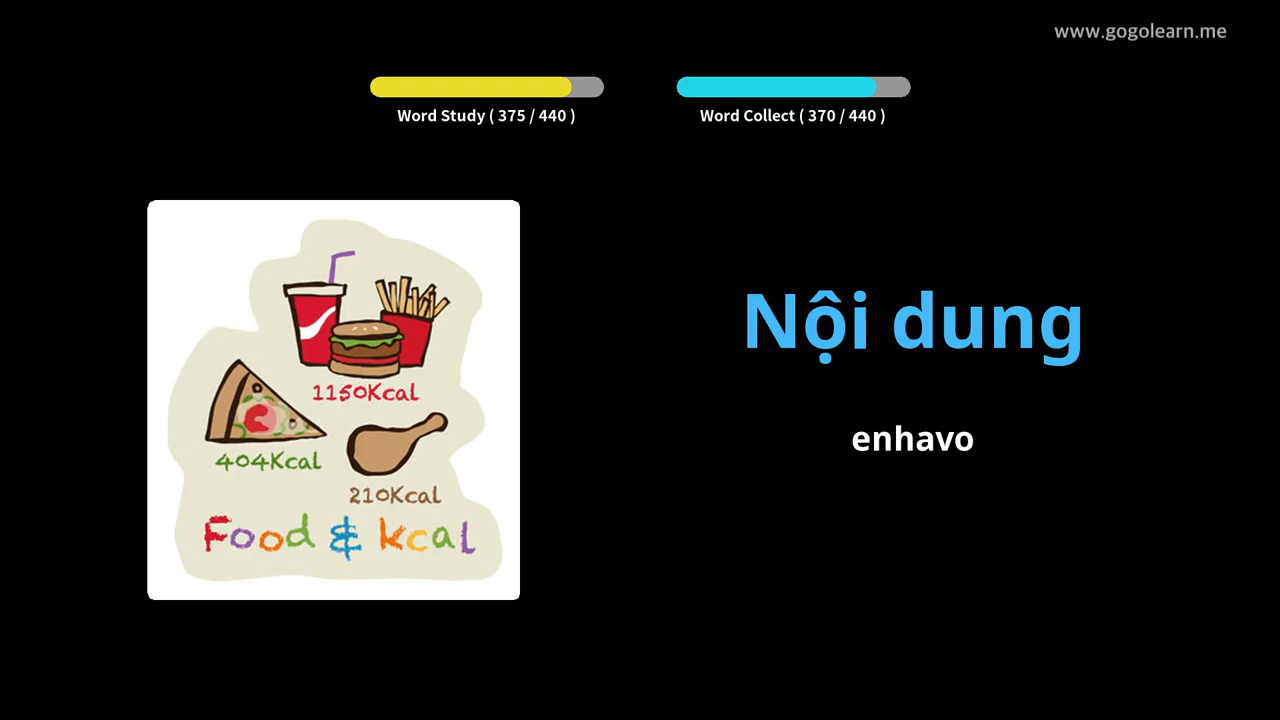 www.gogolearn.me
Word Study ( 375 / 440 )
Word Collect ( 370 / 440 )
1150Kcal
404Kcal
210Kcal
Food & kcal
Nội dung
enhavo